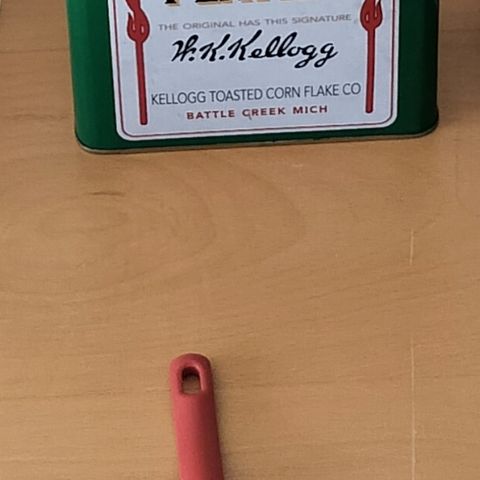 THE ORIGINAL HAS THIS SIGNATURE
W.K.Kellogg
KELLOGG TOASTED CORN FLAKE CO
BATTLE CREEK MICH